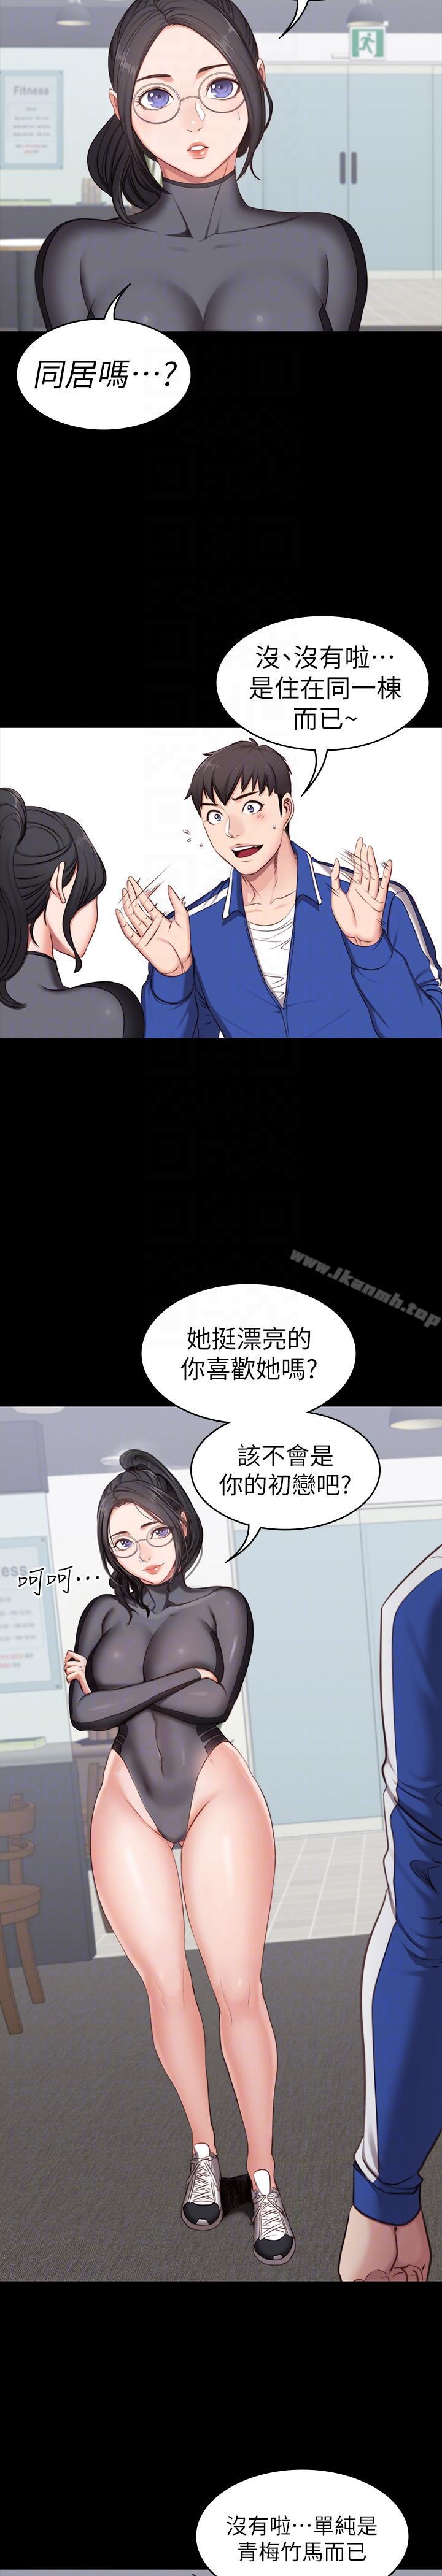 Fitness
同居嗎…?
沒、沒有啦…
是住在同一棟
而已~
www.ikanmh.top
她挺漂亮的
你喜歡她嗎?
該不會是
你的初戀吧?
呵呵…
沒有啦…單純是
青梅竹馬而已